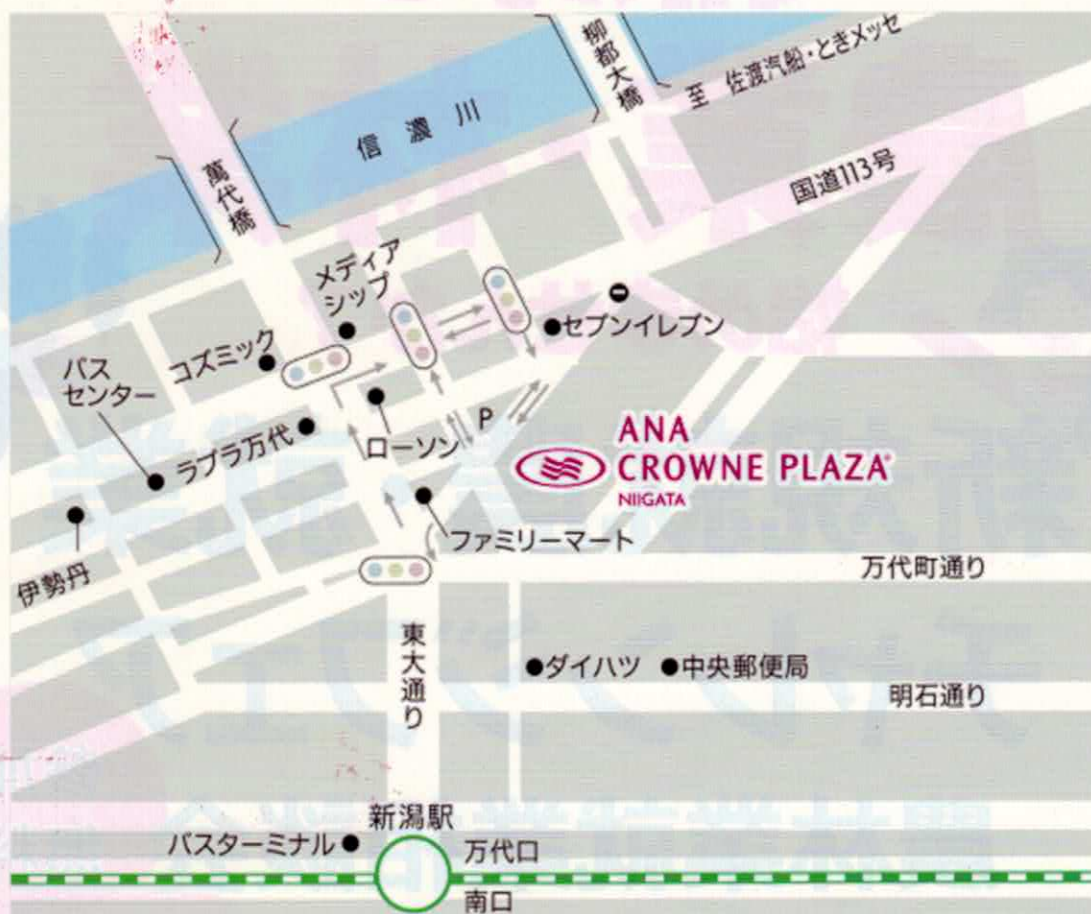 柳都大橋
至 佐渡汽船・ときメッセ
信濃川
萬代橋
国道113号
メディア
シップ
コズミック
セブンイレブン
バス
センター
ラブラ万代
ローソン
P
ANA
CROWNE PLAZA
NIIGATA
伊勢丹
ファミリーマート
万代町通り
東大通り
ダイハツ
中央郵便局
明石通り
新潟駅
バスターミナル
万代口
南口